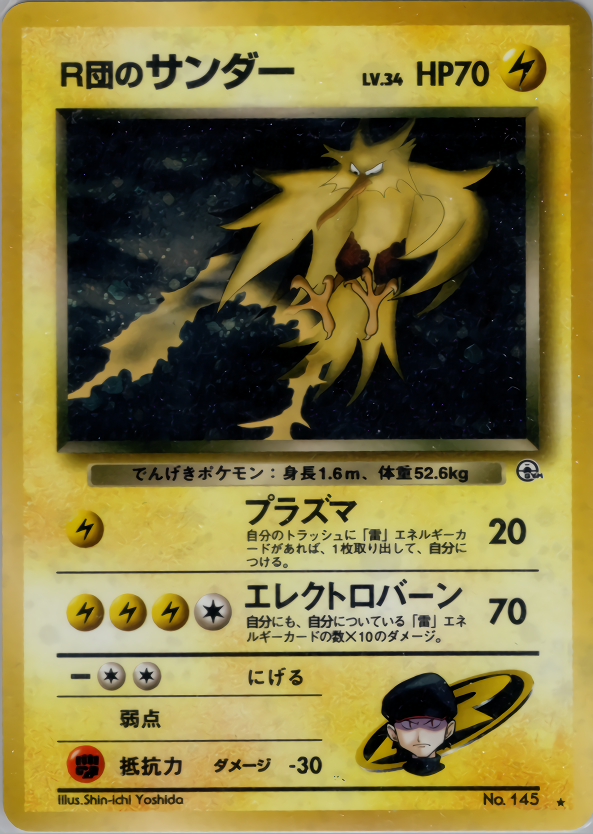 R団のサンダー LV.34 HP70
でんげきポケモン：身長1.6m、体重52.6kg
プラズマ 20
自分のトラッシュに「雷」エネルギーカ
ードがあれば、1枚取り出して、自分に
つける。
エレクトロバーン 70
自分にも、自分についている「雷」エネ
ルギーカードの数×10のダメージ。
にげる
弱点
抵抗力 ダメージ -30
Illus.Shin-ichi Yoshida No. 145 ★